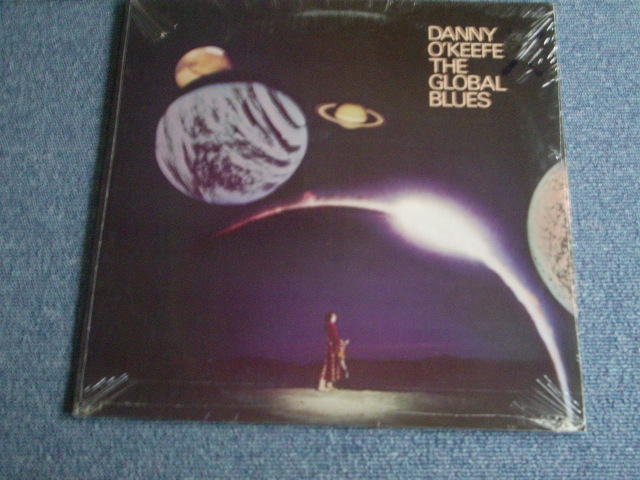 DANNY
O'KEEFE
THE
GLOBAL
BLUES